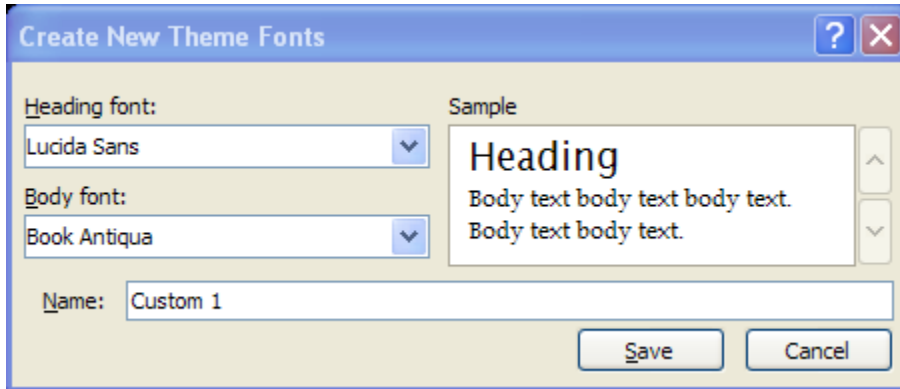 Create New Theme Fonts
?
Heading font:
Lucida Sans
Body font:
Book Antiqua
Sample
Heading
Body text body text body text.
Body text body text.
Name:
Custom 1
Save
Cancel